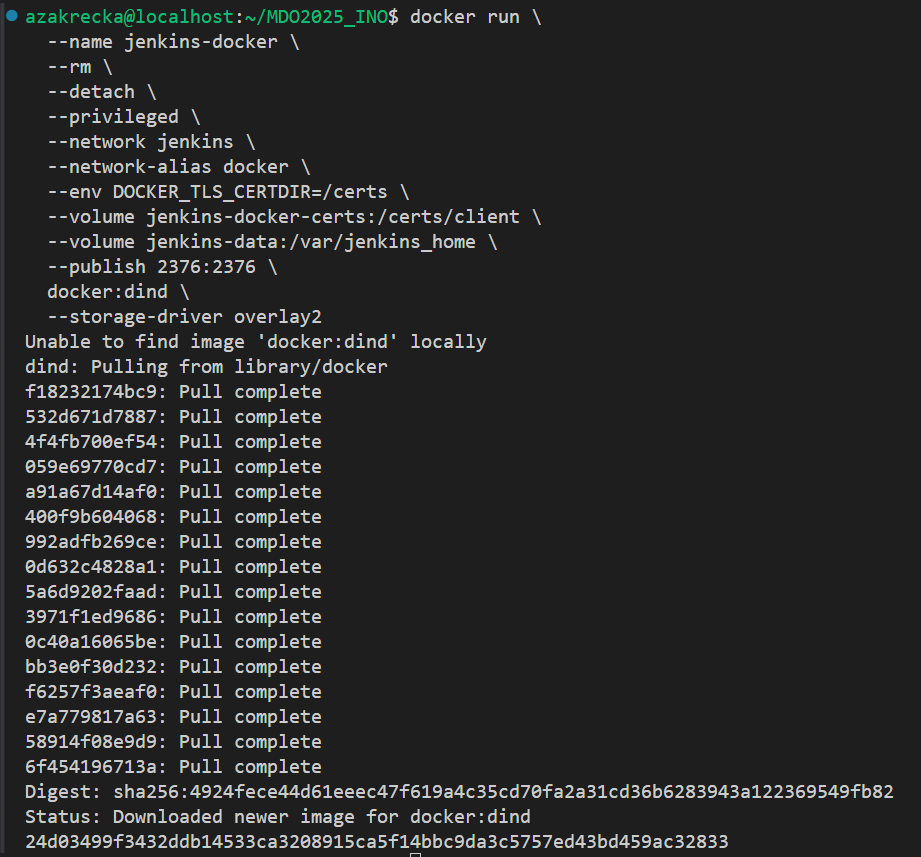 azakrecka@localhost:~/MDO2025_INO$ docker run \
--name jenkins-docker \
--rm \
--detach \
--privileged \
--network jenkins \
--network-alias docker \
--env DOCKER_TLS_CERTDIR=/certs \
--volume jenkins-docker-certs:/certs/client \
--volume jenkins-data:/var/jenkins_home \
--publish 2376:2376 \
docker:dind \
--storage-driver overlay2
Unable to find image 'docker:dind' locally
dind: Pulling from library/docker
f18232174bc9: Pull complete
532d671d7887: Pull complete
4f4fb700ef54: Pull complete
059e69770cd7: Pull complete
a91a67d14af0: Pull complete
400f9b604068: Pull complete
992adfb269ce: Pull complete
0d632c4828a1: Pull complete
5a6d9202faad: Pull complete
3971f1ed9686: Pull complete
0c40a16065be: Pull complete
bb3e0f30d232: Pull complete
f6257f3aeaf0: Pull complete
e7a779817a63: Pull complete
58914f08e9d9: Pull complete
6f454196713a: Pull complete
Digest: sha256:4924fece44d61eeec47f619a4c35cd70fa2a31cd36b6283943a122369549fb82
Status: Downloaded newer image for docker:dind
24d03499f3432ddb14533ca3208915ca5f14bbc9da3c5757ed43bd459ac32833